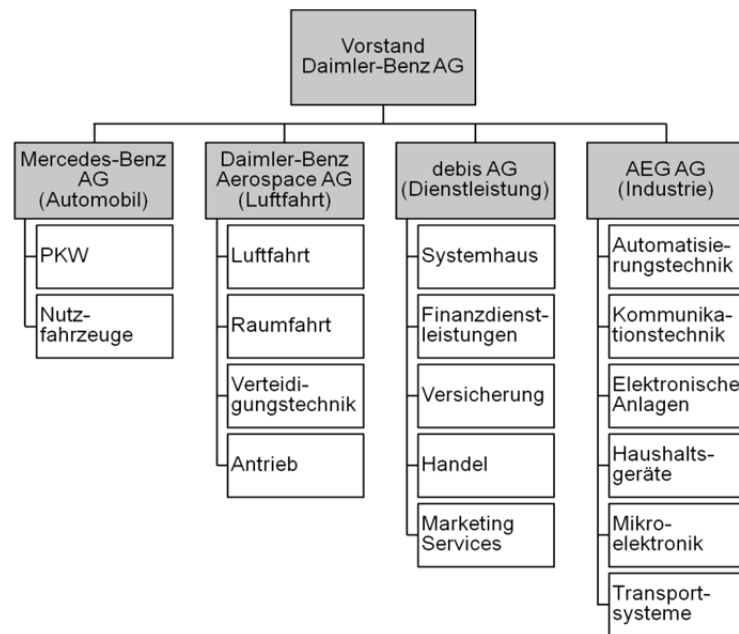 Vorstand
Daimler-Benz AG
Mercedes-Benz
AG
(Automobil)
PKW
Nutz-
fahrzeuge
Daimler-Benz
Aerospace AG
(Luftfahrt)
Luftfahrt
Raumfahrt
Verteidi-
gungstechnik
Antrieb
debis AG
(Dienstleistung)
Systemhaus
Finanzdienst-
leistungen
Versicherung
Handel
Marketing
Services
AEG AG
(Industrie)
Automatisie-
rungstechnik
Kommunika-
tionstechnik
Elektronische
Anlagen
Haushalts-
geräte
Mikro-
elektronik
Transport-
systeme